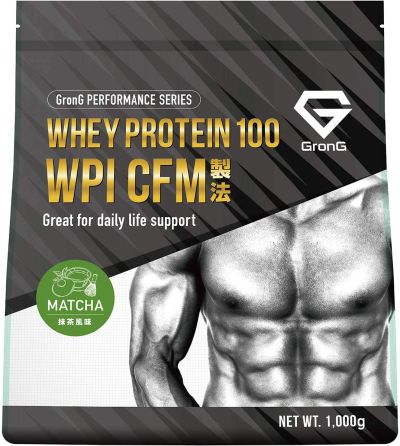 GronG PERFORMANCE SERIES
GronG
WHEY PROTEIN 100
WPI CFM製法
Great for daily life support
MATCHA
抹茶風味
NET WT. 1,000g